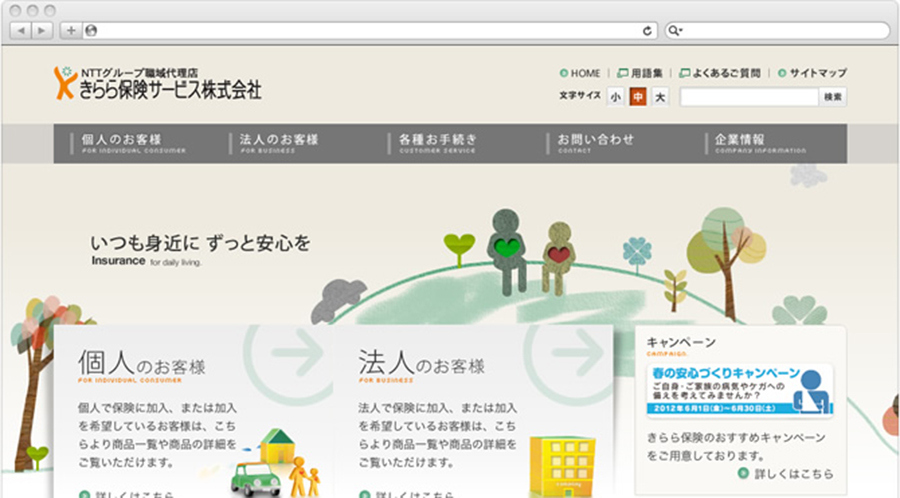 NTTグループ職域代理店
きらら保険サービス株式会社
HOME 用語集 よくあるご質問 サイトマップ
文字サイズ 小 中 大 検索
個人のお客様 法人のお客様 各種お手続き お問い合わせ 企業情報
FOR INDIVIDUAL CONSUMER FOR BUSINESS CUSTOMER SERVICE CONTACT COMPANY INFORMATION
いつも身近に ずっと安心を
Insurance for daily living.
個人のお客様
FOR INDIVIDUAL CONSUMER
個人で保険に加入、または加入
を希望しているお客様は、こち
らより商品一覧や商品の詳細を
ご覧いただけます。
詳しくはこちら
法人のお客様
FOR BUSINESS
法人で保険に加入、または加入
を希望しているお客様は、こち
らより商品一覧や商品の詳細を
ご覧いただけます。
詳しくはこちら
キャンペーン
CAMPAIGN.
春の安心づくりキャンペーン
ご自身・ご家族の病気やケガへの
備えを考えてみませんか?
2012年6月1日(金)~6月30日(土)
きらら保険のおすすめキャンペーン
をご用意しております。
詳しくはこちら